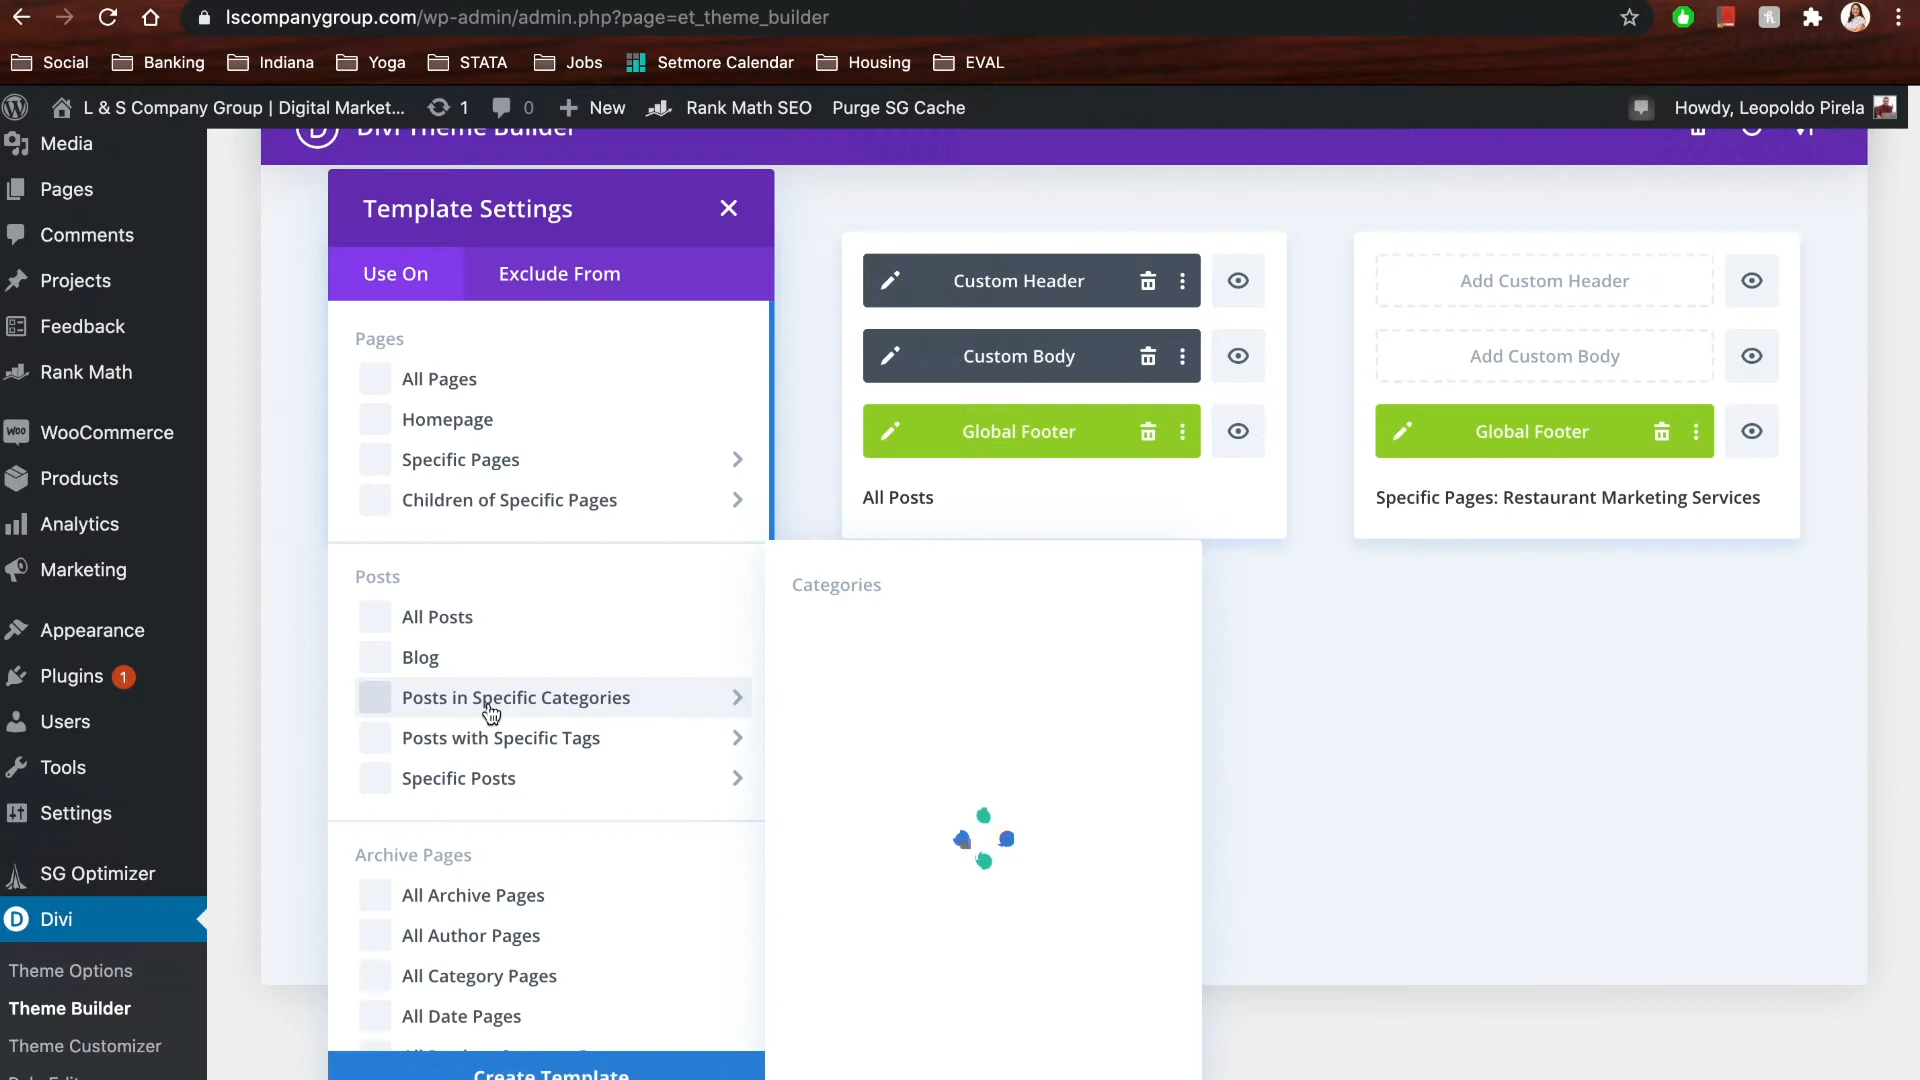 lscompanygroup.com/wp-admin/admin.php?page=et_theme_builder
Social Banking Indiana Yoga STATA Jobs Setmore Calendar Housing EVAL
L & S Company Group | Digital Market... 1 0 New Rank Math SEO Purge SG Cache Howdy, Leopoldo Pirela
Divi Theme Builder
Media
Pages
Comments
Projects
Feedback
Rank Math
Woo WooCommerce
Products
Analytics
Marketing
Appearance
Plugins 1
Users
Tools
Settings
SG Optimizer
D Divi
Theme Options
Theme Builder
Theme Customizer
Template Settings
Use On Exclude From
Pages
All Pages
Homepage
Specific Pages
Children of Specific Pages
Posts
All Posts
Blog
Posts in Specific Categories
Posts with Specific Tags
Specific Posts
Archive Pages
All Archive Pages
All Author Pages
All Category Pages
All Date Pages
Create Template
Categories
Custom Header
Custom Body
Global Footer
All Posts
Add Custom Header
Add Custom Body
Global Footer
Specific Pages: Restaurant Marketing Services